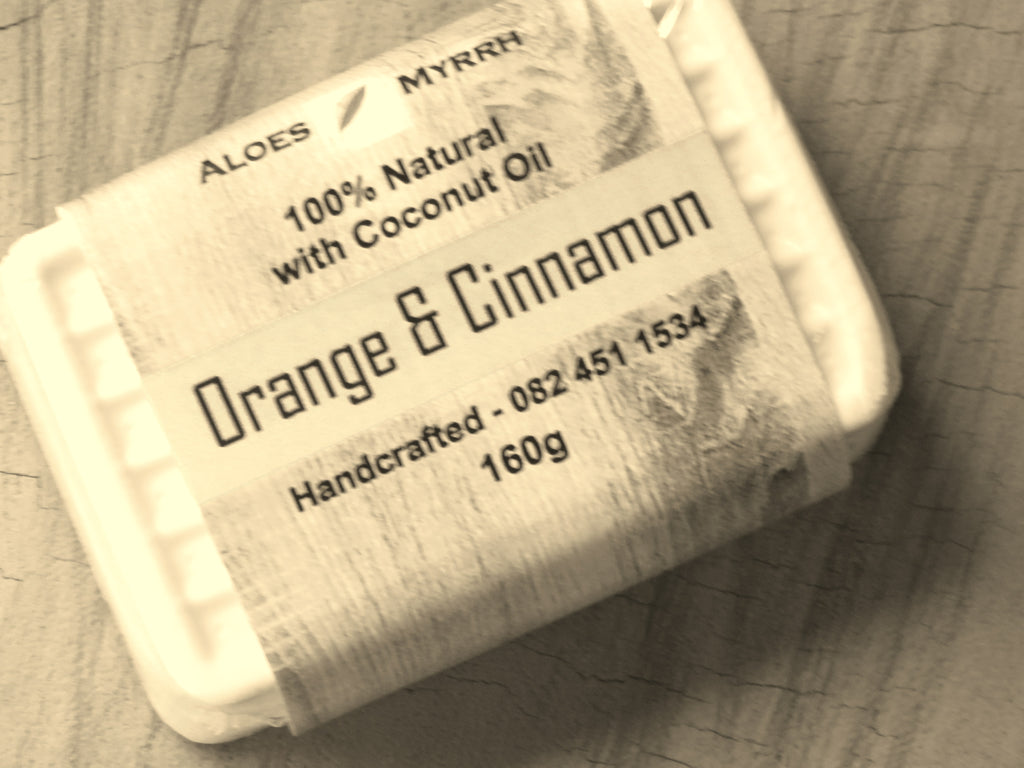 ALOES MYRRH
100% Natural
with Coconut Oil
Orange & Cinnamon
Handcrafted - 082 451 1534
160g